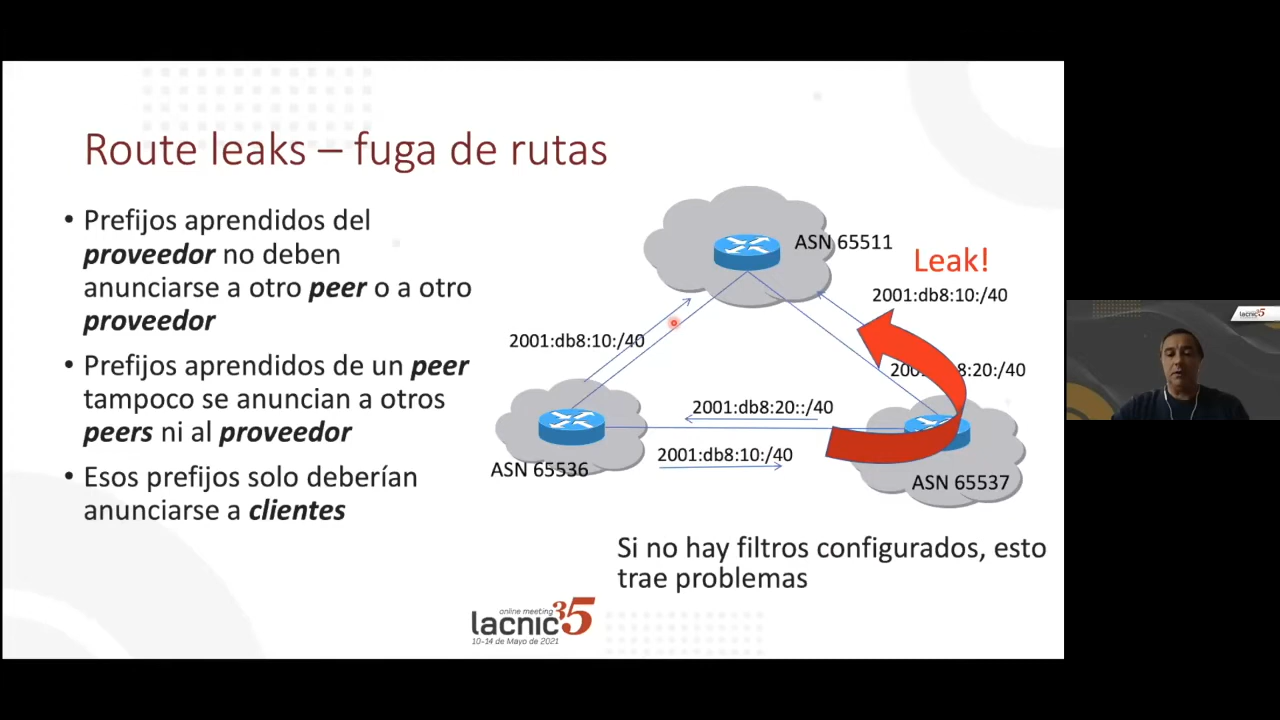 Route leaks – fuga de rutas
• Prefijos aprendidos del
proveedor no deben
anunciarse a otro peer o a otro
proveedor
• Prefijos aprendidos de un peer
tampoco se anuncian a otros
peers ni al proveedor
• Esos prefijos solo deberían
anunciarse a clientes
ASN 65511
Leak!
2001:db8:10:/40
2001:db8:10:/40
8:20:/40
2001:db8:20::/40
2001:db8:10:/40
ASN 65536
ASN 65537
Si no hay filtros configurados, esto
trae problemas
online meeting
lacnic35
10-14 de Mayo de 2021
lacnic35